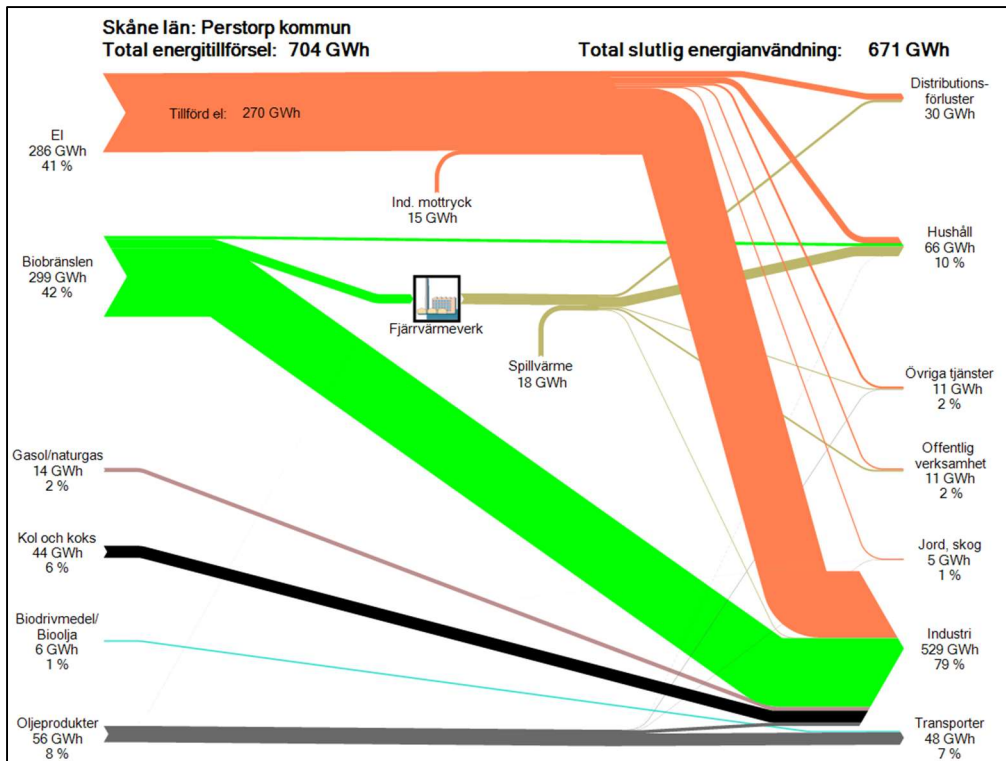 Skåne län: Perstorp kommun
Total energitillförsel: 704 GWh
Total slutlig energianvändning: 671 GWh
El
286 GWh
41 %
Tillförd el: 270 GWh
Ind. mottryck
15 GWh
Biobränslen
299 GWh
42 %
Fjärrvärmeverk
Spillvärme
18 GWh
Gasol/naturgas
14 GWh
2 %
Kol och koks
44 GWh
6 %
Biodrivmedel/
Bioolja
6 GWh
1 %
Oljeprodukter
56 GWh
8 %
Distributions-
förluster
30 GWh
Hushåll
66 GWh
10 %
Övriga tjänster
11 GWh
2 %
Offentlig
verksamhet
11 GWh
2 %
Jord, skog
5 GWh
1 %
Industri
529 GWh
79 %
Transporter
48 GWh
7 %